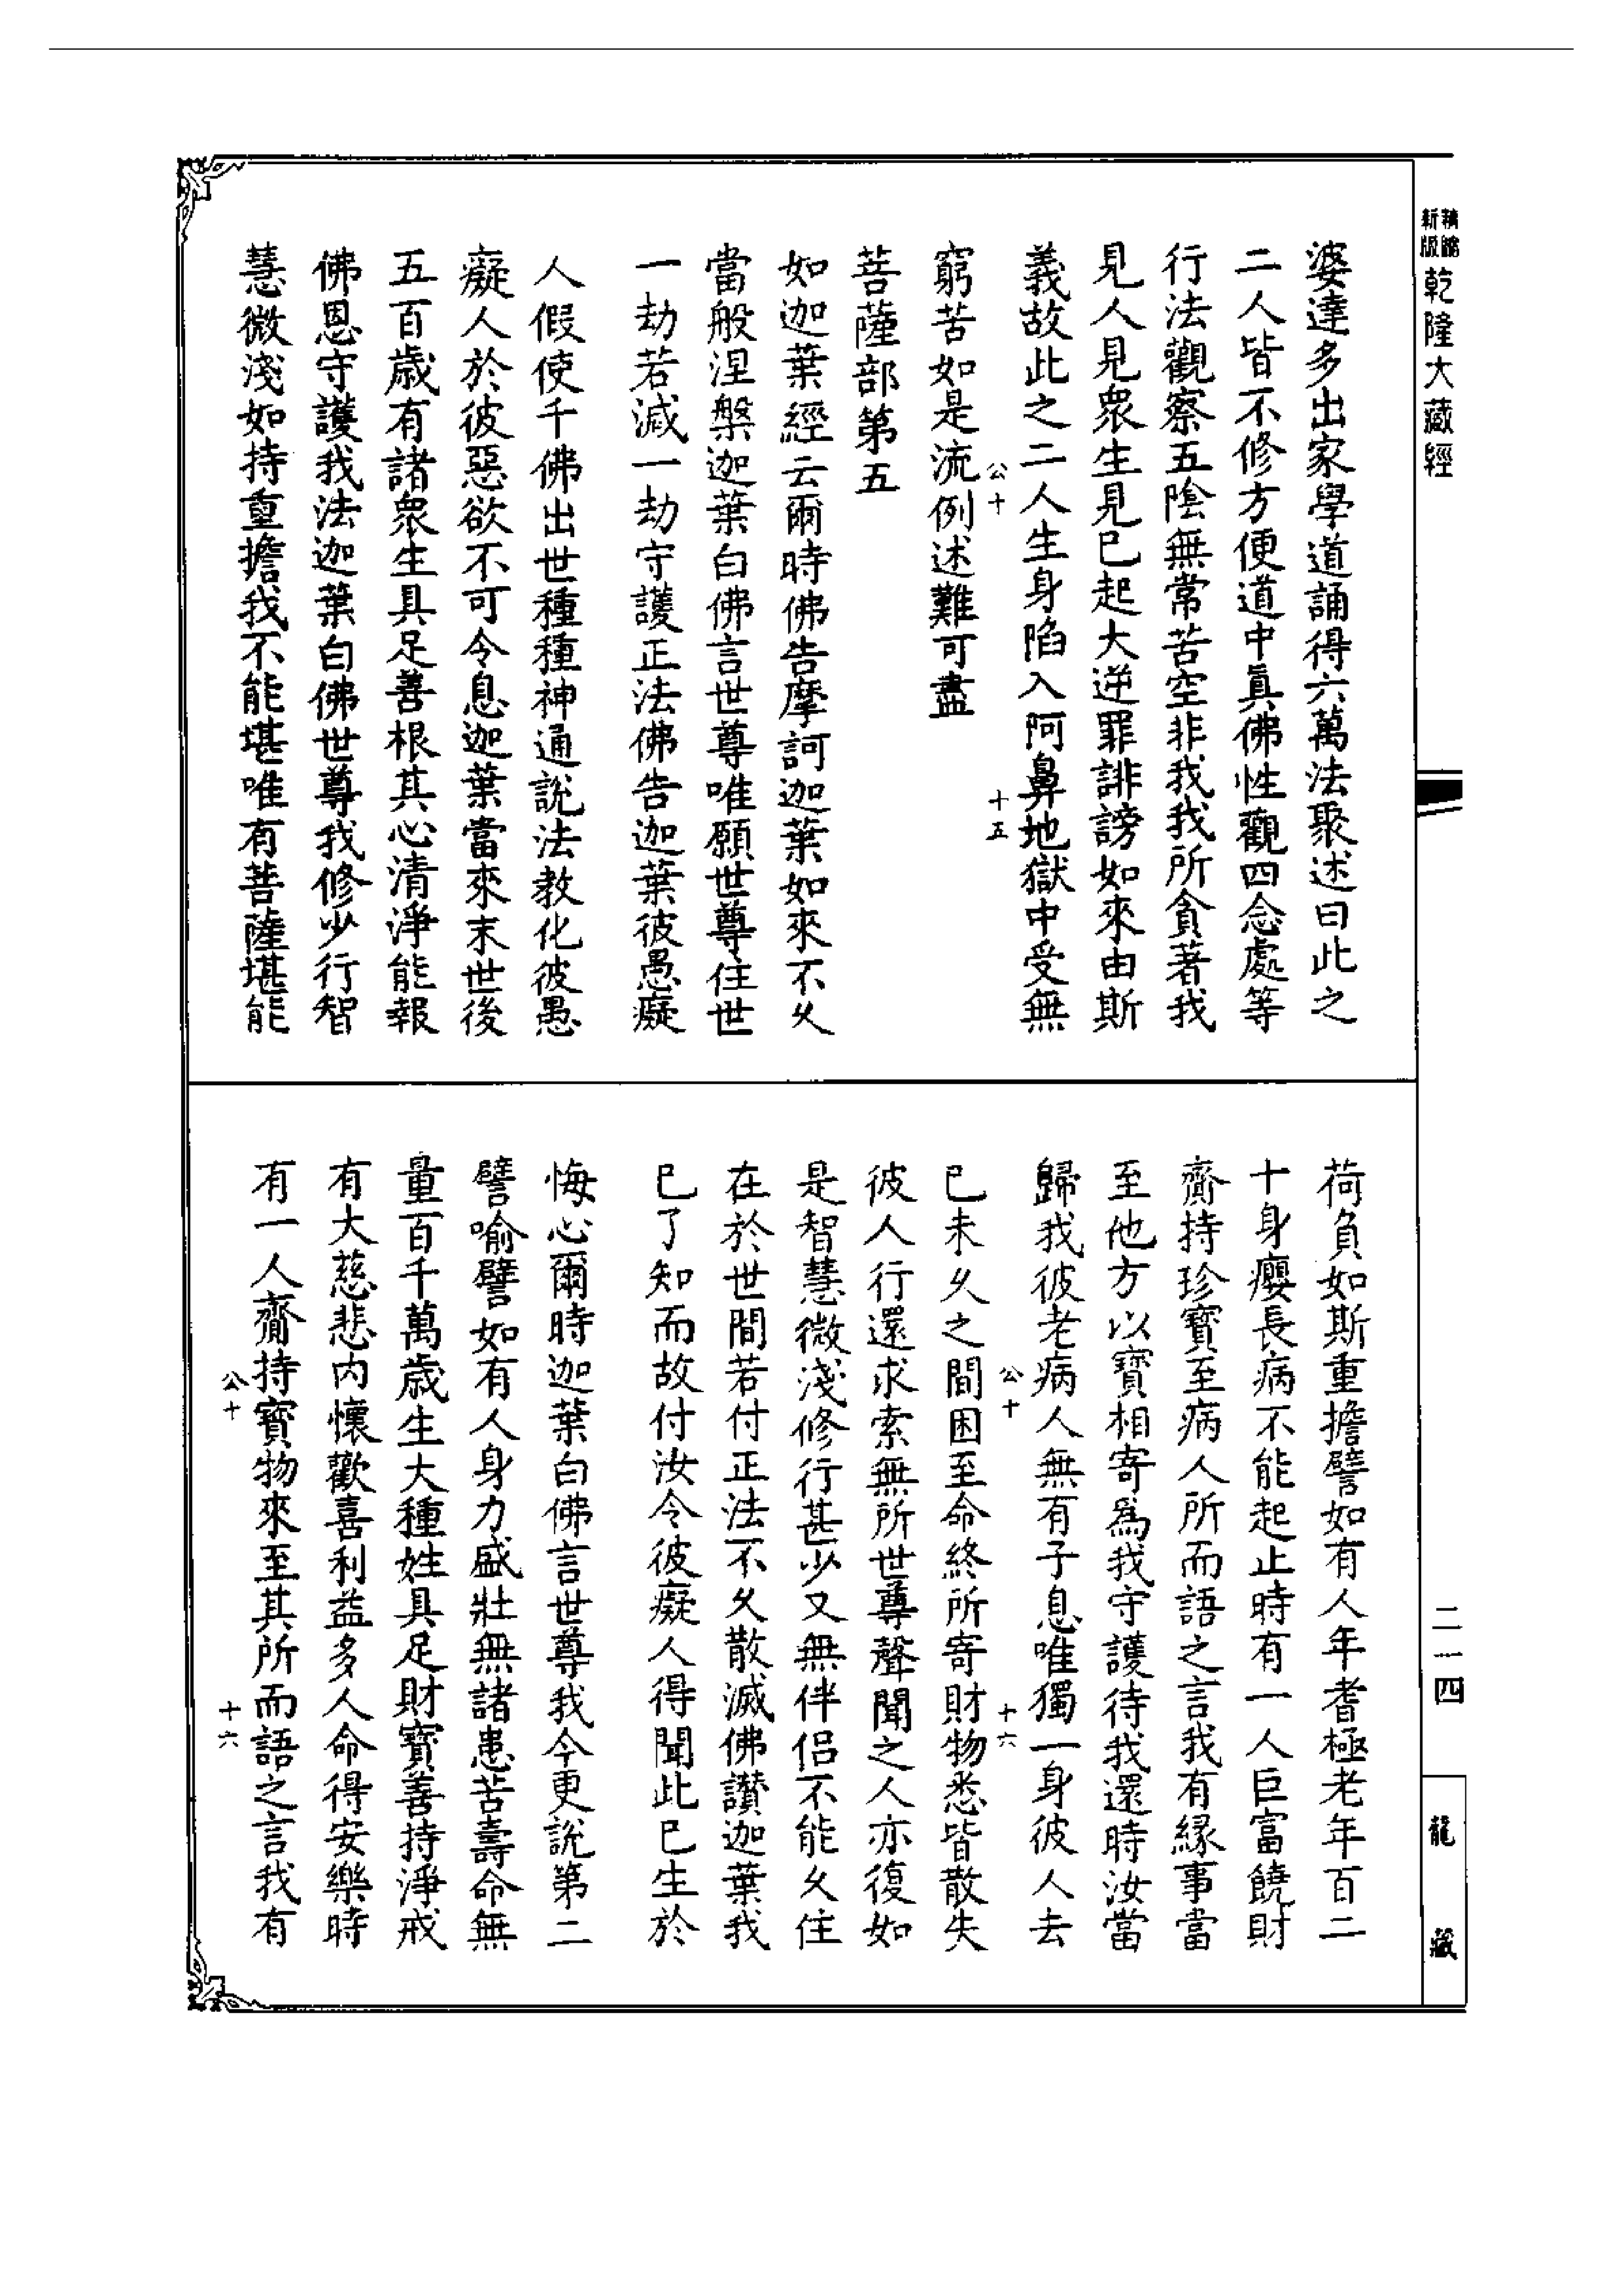 新版 精縮 乾隆大藏經
婆達多出家學道誦得六萬法聚述曰此之
二人皆不修方便道中眞佛性觀四念處等
行法觀察五陰無常苦空非我我所貪著我
見人見衆生見已起大逆罪誹謗如來由斯
義故此之二人生身陷入阿鼻地獄中受無
公十 十五
窮苦如是流例述難可盡
菩薩部第五
如迦葉經云爾時佛告摩訶迦葉如來不久
當般涅槃迦葉白佛言世尊唯願世尊住世
一劫若減一劫守護正法佛告迦葉彼愚癡
人假使千佛出世種種神通說法教化彼愚
癡人於彼惡欲不可令息迦葉當來末世後
五百歲有諸衆生具足善根其心清淨能報
佛恩守護我法迦葉白佛世尊我修少行智
慧微淺如持重擔我不能堪唯有菩薩堪能
荷負如斯重擔譬如有人年耆極老年百二
十身癭長病不能起止時有一人巨富饒財
齎持珍寶至病人所而語之言我有緣事當
至他方以寶相寄爲我守護待我還時汝當
歸我彼老病人無有子息唯獨一身彼人去
公十 十六
已未久之間困至命終所寄財物悉皆散失
彼人行還求索無所世尊聲聞之人亦復如
是智慧微淺修行甚少又無伴侶不能久住
在於世間若付正法不久散滅佛讚迦葉我
已了知而故付汝令彼癡人得聞此已生於
悔心爾時迦葉白佛言世尊我今更說第二
譬喻譬如有人身力盛壯無諸患苦壽命無
量百千萬歲生大種姓具足財寶善持淨戒
有大慈悲內懷歡喜利益多人命得安樂時
有一人齎持寶物來至其所而語之言我有
公十 十六
二一四
龍藏